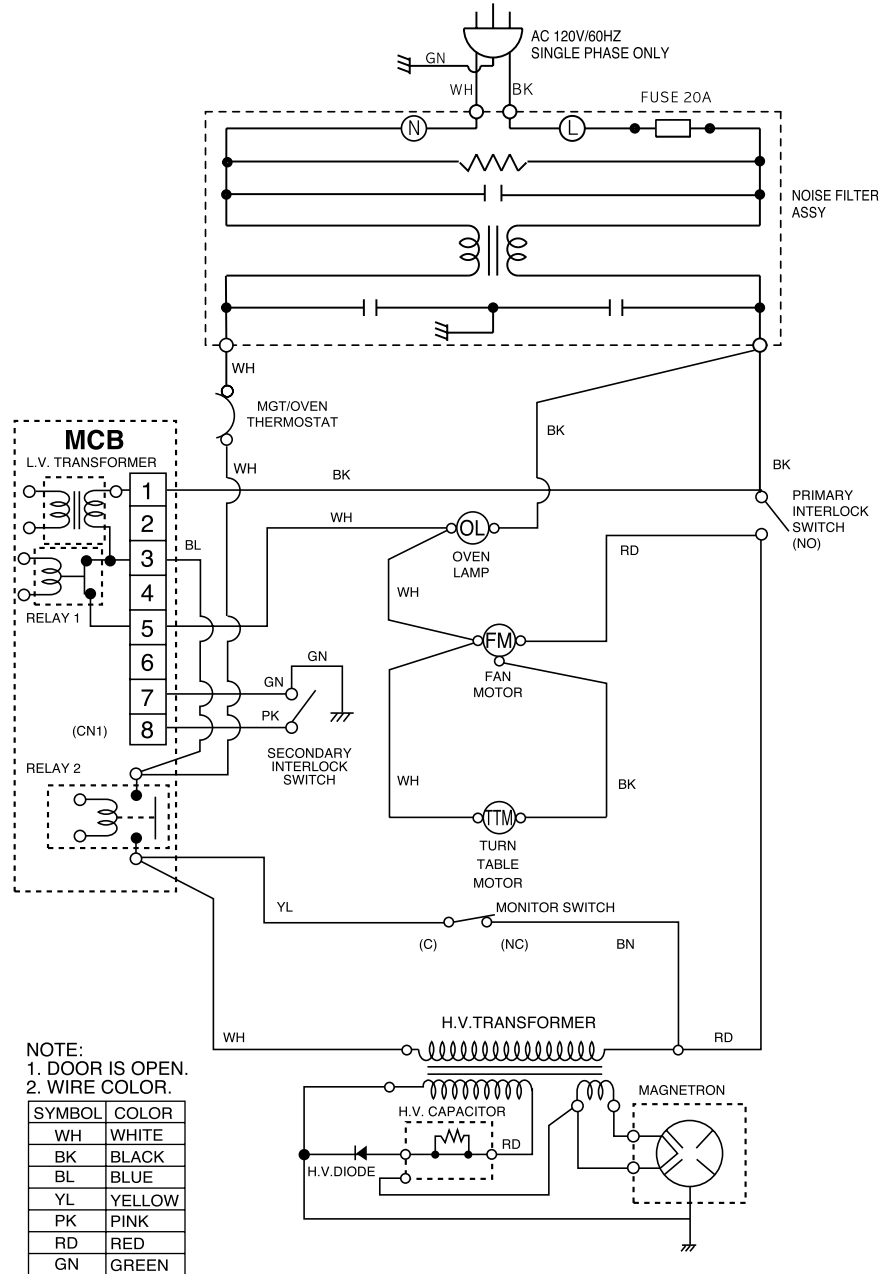 AC 120V/60HZ
SINGLE PHASE ONLY
GN
WH
BK
FUSE 20A
N
L
NOISE FILTER
ASSY
WH
MGT/OVEN
THERMOSTAT
BK
MCB
L.V. TRANSFORMER
WH
BK
BK
1
2
3
4
5
6
7
8
PRIMARY
INTERLOCK
SWITCH
(NO)
WH
OL
OVEN
LAMP
BL
RD
RELAY 1
WH
FM
FAN
MOTOR
GN
GN
PK
(CN1)
SECONDARY
INTERLOCK
SWITCH
RELAY 2
WH
BK
TTM
TURN
TABLE
MOTOR
YL
MONITOR SWITCH
(C)
(NC)
BN
H.V.TRANSFORMER
WH
RD
NOTE:
1. DOOR IS OPEN.
2. WIRE COLOR.
SYMBOL COLOR
WH WHITE
BK BLACK
BL BLUE
YL YELLOW
PK PINK
RD RED
GN GREEN
H.V. CAPACITOR
RD
H.V.DIODE
MAGNETRON